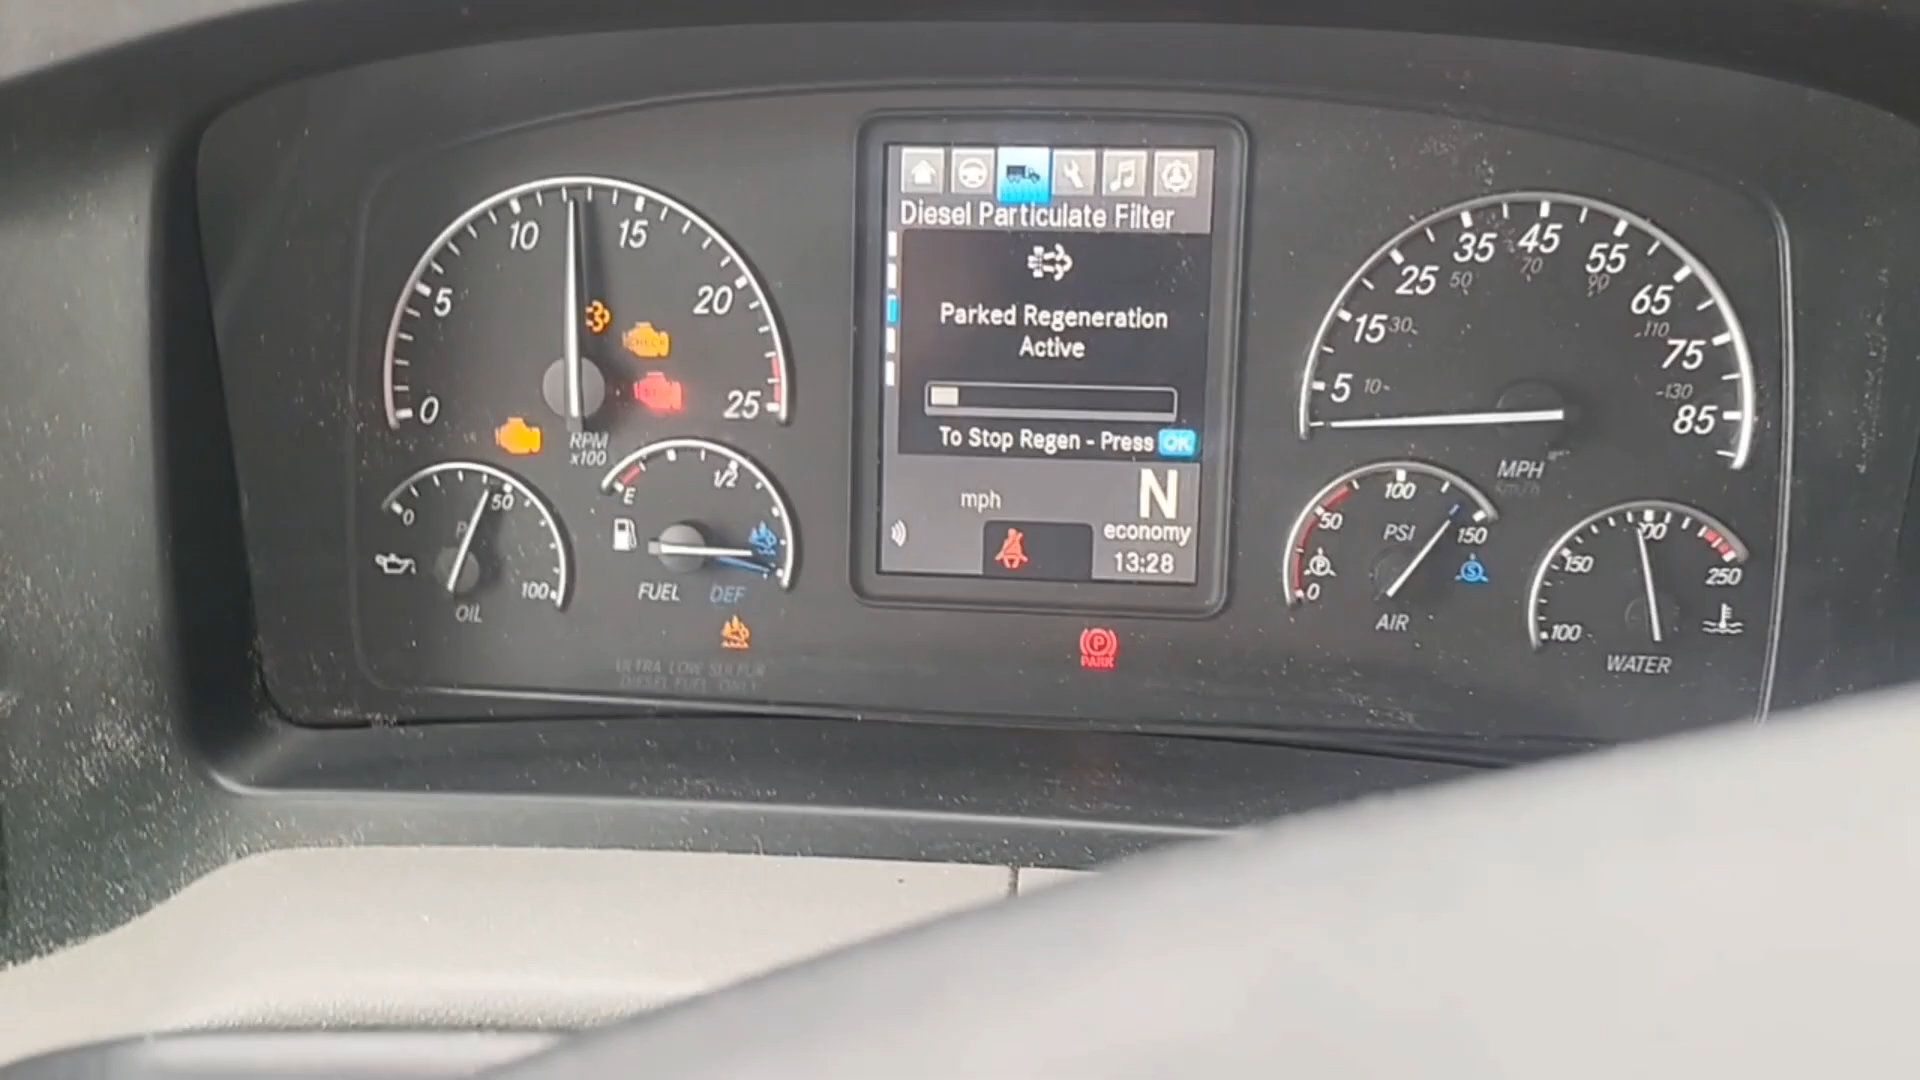 Diesel Particulate Filter
Parked Regeneration
Active
To Stop Regen - Press OK
mph
N
economy
13:28
0
5
10
15
20
25
RPM
x100
CHECK
0
50
100
OIL
E
1/2
FUEL
DEF
ULTRA LOW SULFUR
DIESEL FUEL ONLY
P
PARK
5
15
25
35
45
55
65
75
85
10
30
50
70
90
110
130
MPH
km/h
0
50
100
150
PSI
P
S
AIR
100
150
200
250
WATER